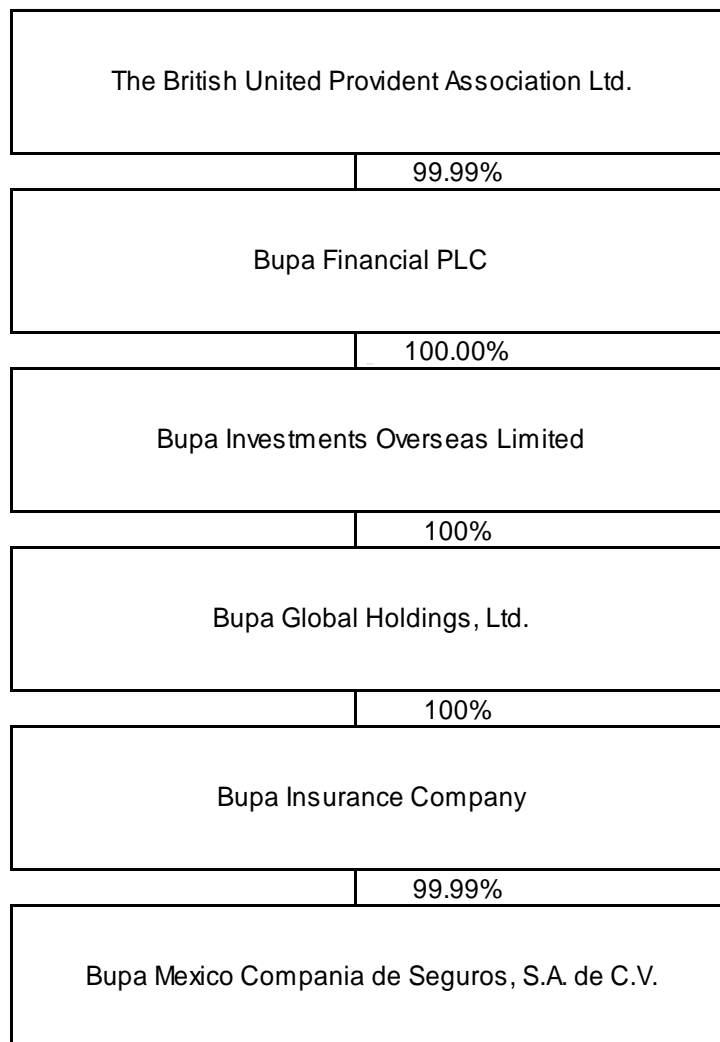 The British United Provident Association Ltd.
99.99%
Bupa Financial PLC
100.00%
Bupa Investments Overseas Limited
100%
Bupa Global Holdings, Ltd.
100%
Bupa Insurance Company
99.99%
Bupa Mexico Compania de Seguros, S.A. de C.V.